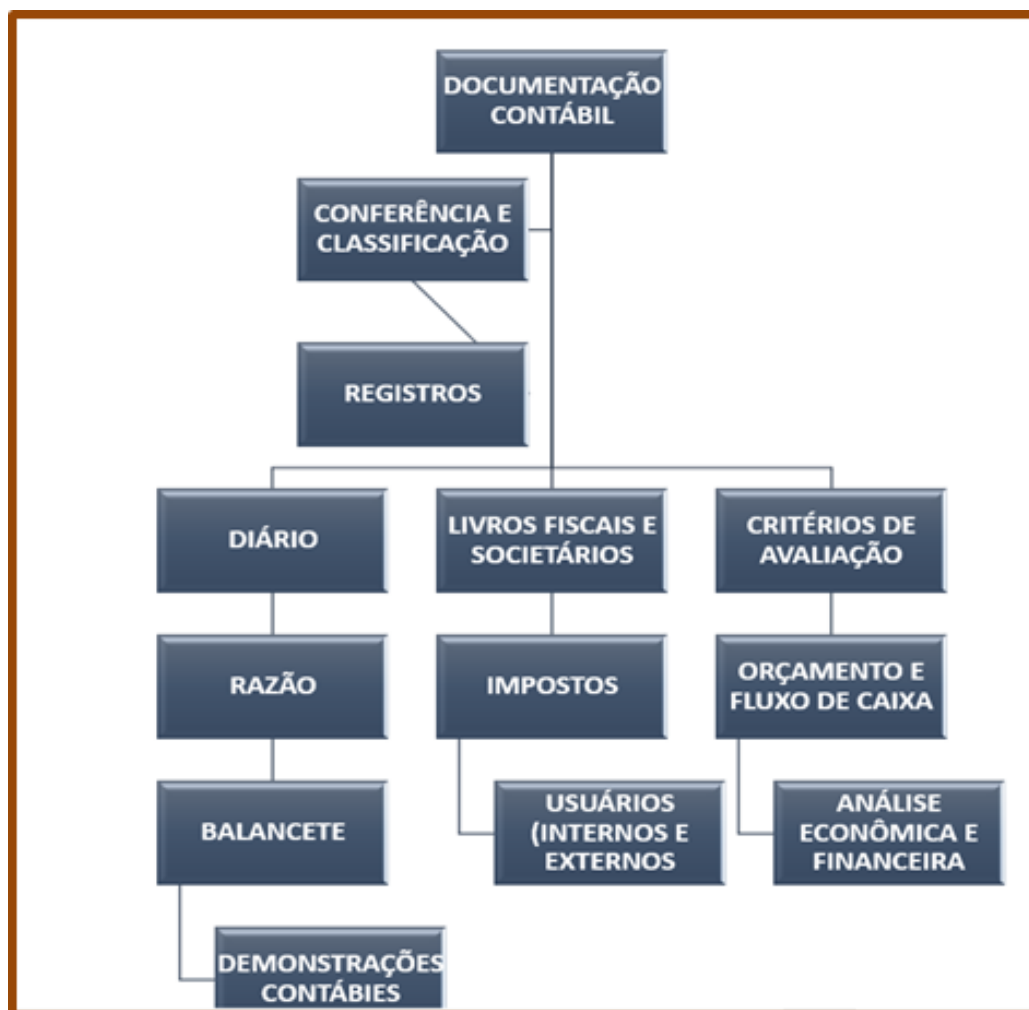 DOCUMENTAÇÃO
CONTÁBIL
CONFERÊNCIA E
CLASSIFICAÇÃO
REGISTROS
DIÁRIO
LIVROS FISCAIS E
SOCIETÁRIOS
CRITÉRIOS DE
AVALIAÇÃO
RAZÃO
IMPOSTOS
ORÇAMENTO E
FLUXO DE CAIXA
BALANCETE
USUÁRIOS
(INTERNOS E
EXTERNOS
ANÁLISE
ECONÔMICA E
FINANCEIRA
DEMONSTRAÇÕES
CONTÁBIES